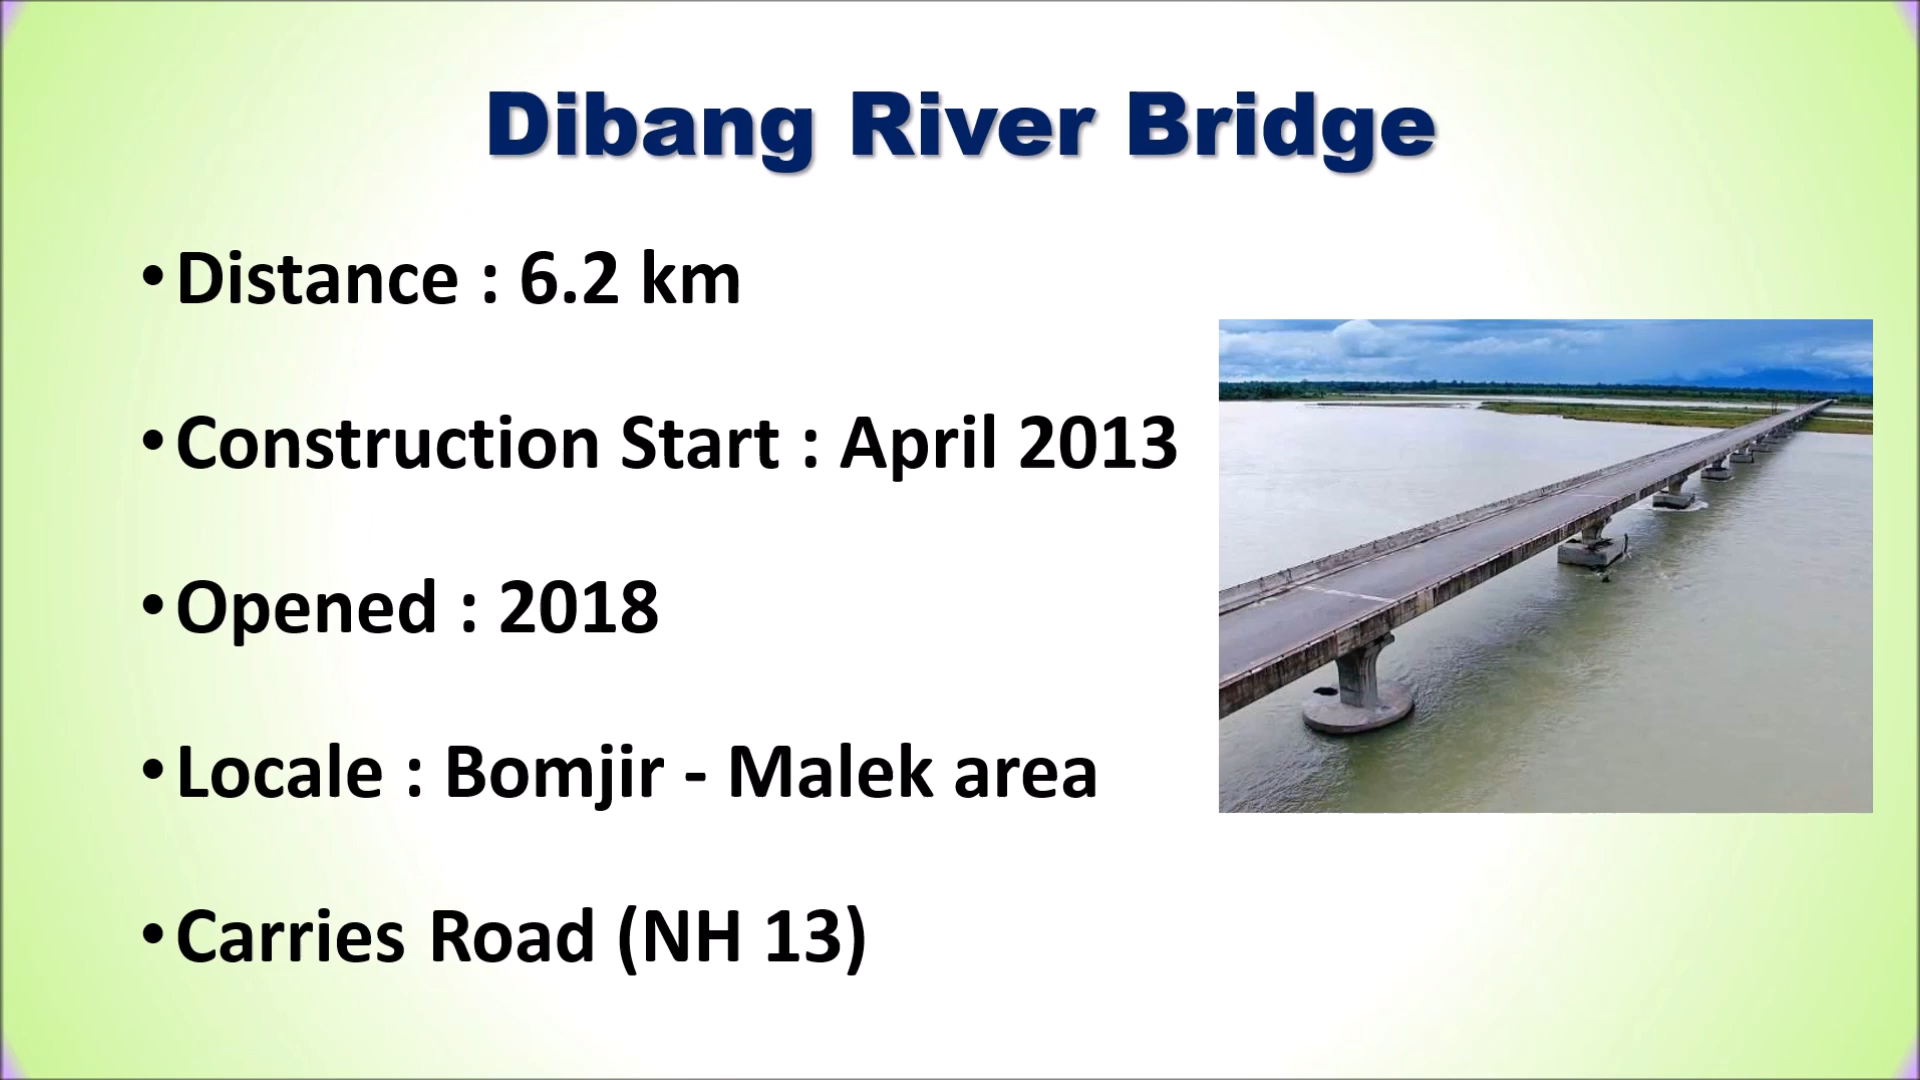 Dibang River Bridge
•Distance : 6.2 km
•Construction Start : April 2013
•Opened : 2018
•Locale : Bomjir - Malek area
•Carries Road (NH 13)